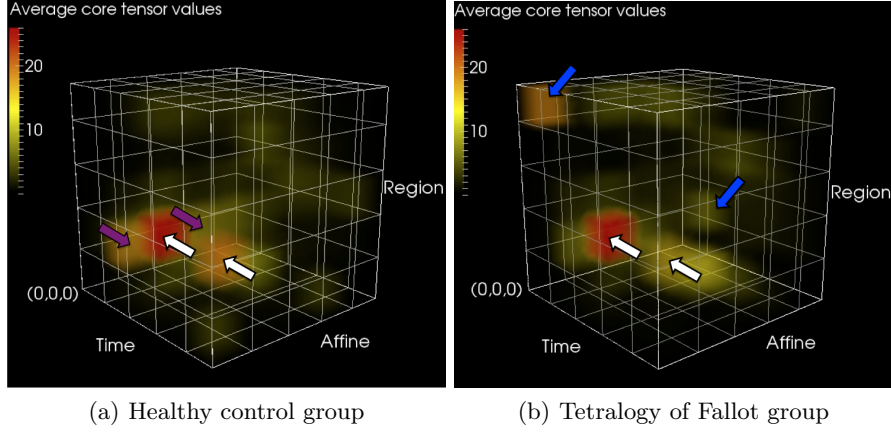 Average core tensor values
20
10
Region
(0,0,0)
Time
Affine
(a) Healthy control group
Average core tensor values
20
10
Region
(0,0,0)
Time
Affine
(b) Tetralogy of Fallot group